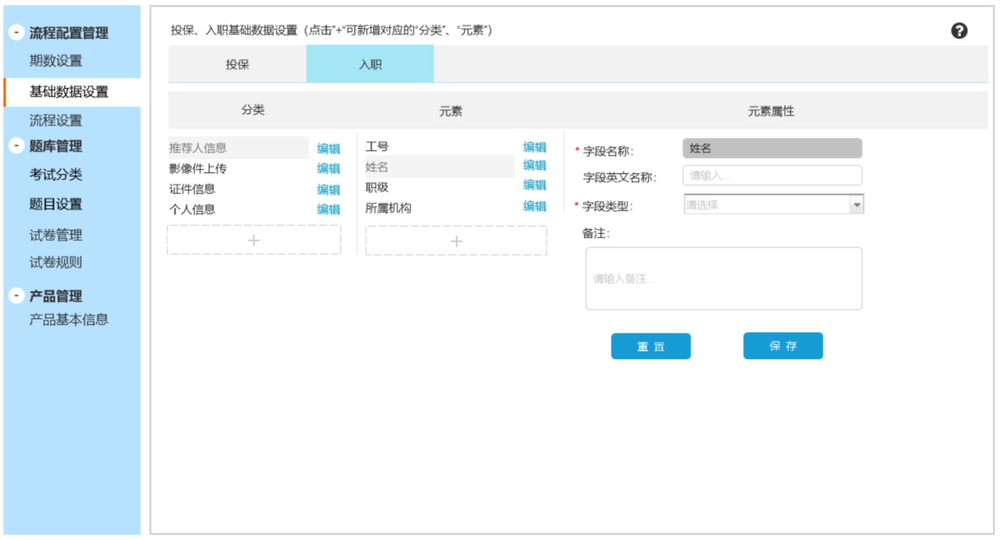 - 流程配置管理
期数设置
基础数据设置
流程设置
- 题库管理
考试分类
题目设置
试卷管理
试卷规则
- 产品管理
产品基本信息
投保、入职基础数据设置（点击”+“可新增对应的“分类”、“元素”）
?
投保 入职
分类 元素 元素属性
推荐人信息 编辑
影像件上传 编辑
证件信息 编辑
个人信息 编辑
+
工号 编辑
姓名 编辑
职级 编辑
所属机构 编辑
+
* 字段名称： 姓名
字段英文名称： 请输入...
* 字段类型： 请选择
备注：
请输入备注...
重 置 保 存